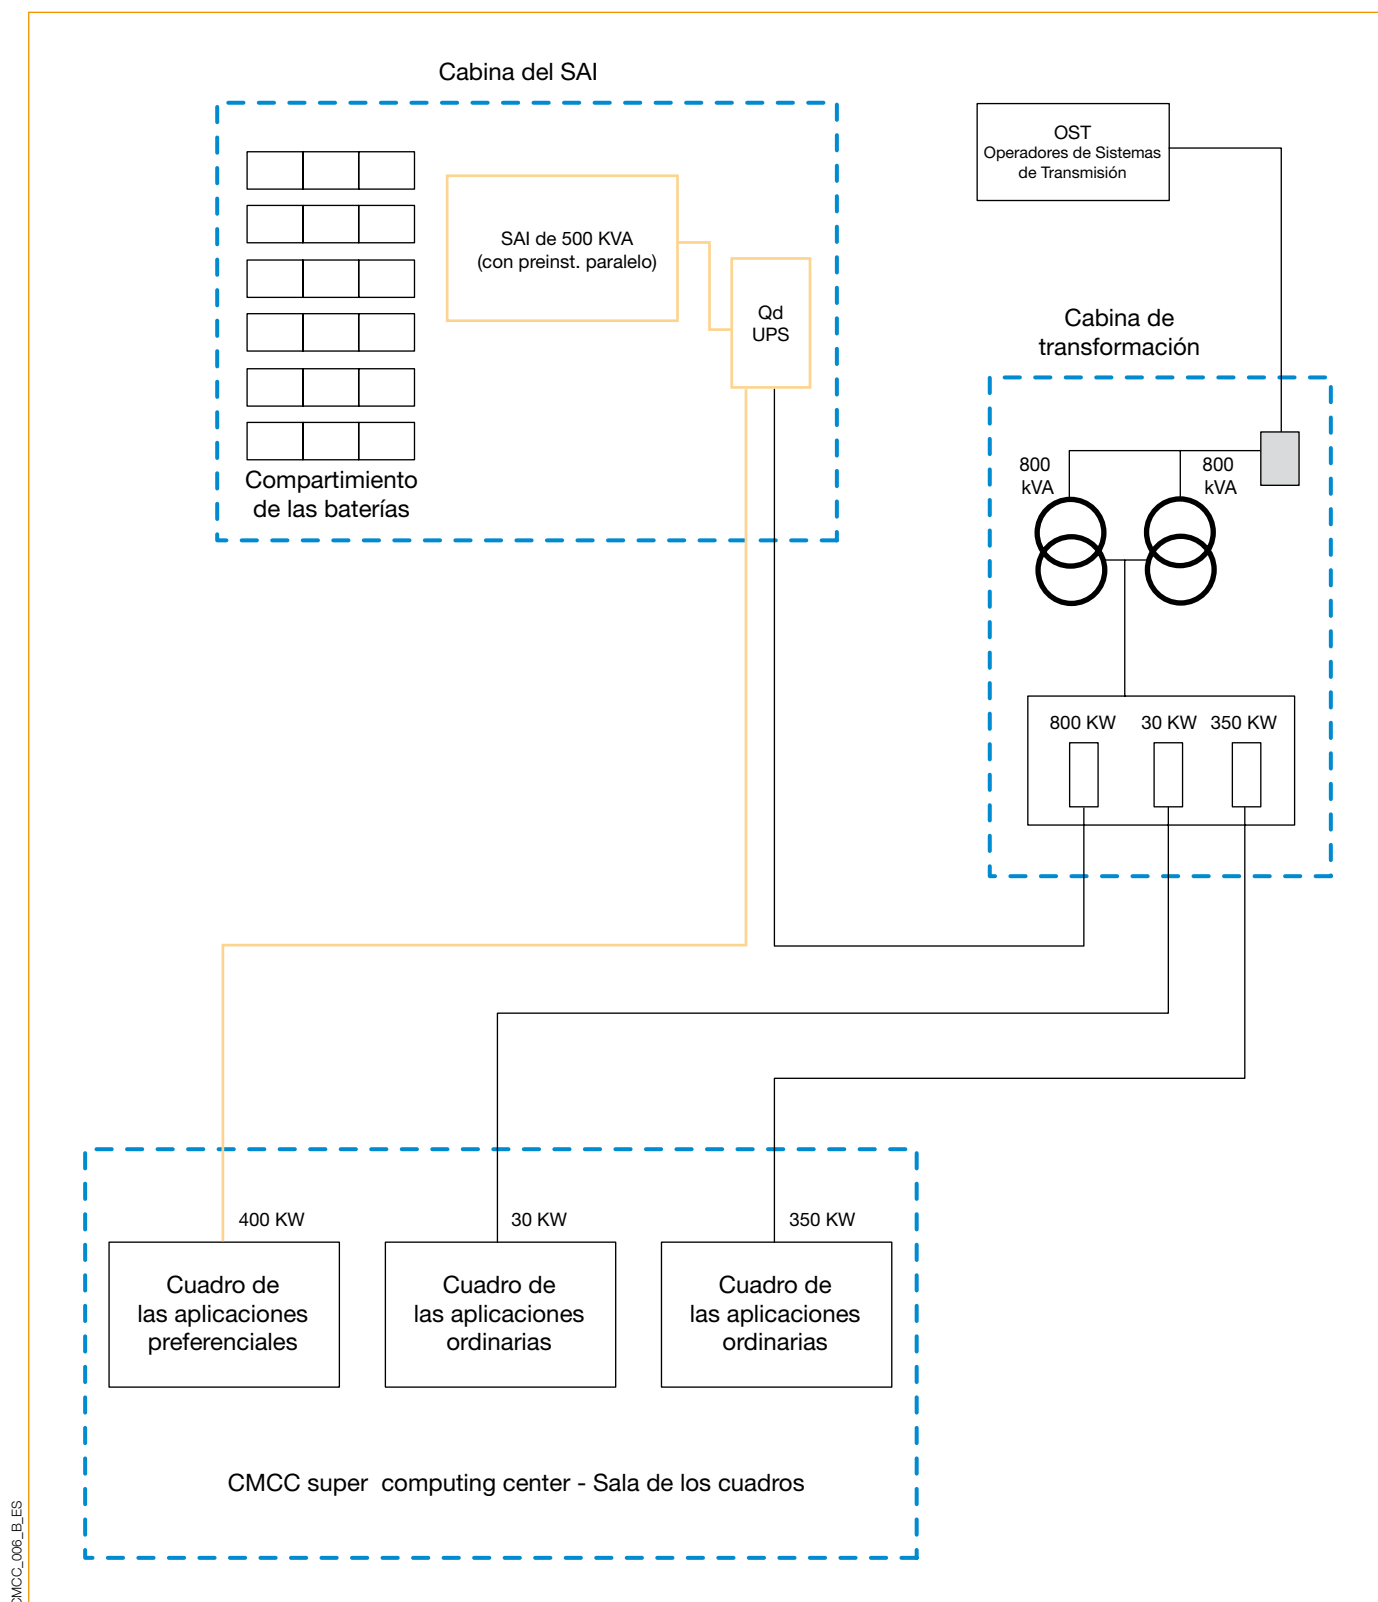 Cabina del SAI
OST
Operadores de Sistemas
de Transmisión
SAI de 500 KVA
(con preinst. paralelo)
Qd
UPS
Cabina de
transformación
Compartimiento
de las baterías
800
kVA
800
kVA
800 KW
30 KW
350 KW
400 KW
30 KW
350 KW
Cuadro de
las aplicaciones
preferenciales
Cuadro de
las aplicaciones
ordinarias
Cuadro de
las aplicaciones
ordinarias
CMCC super computing center - Sala de los cuadros
CMCC_006_B_ES